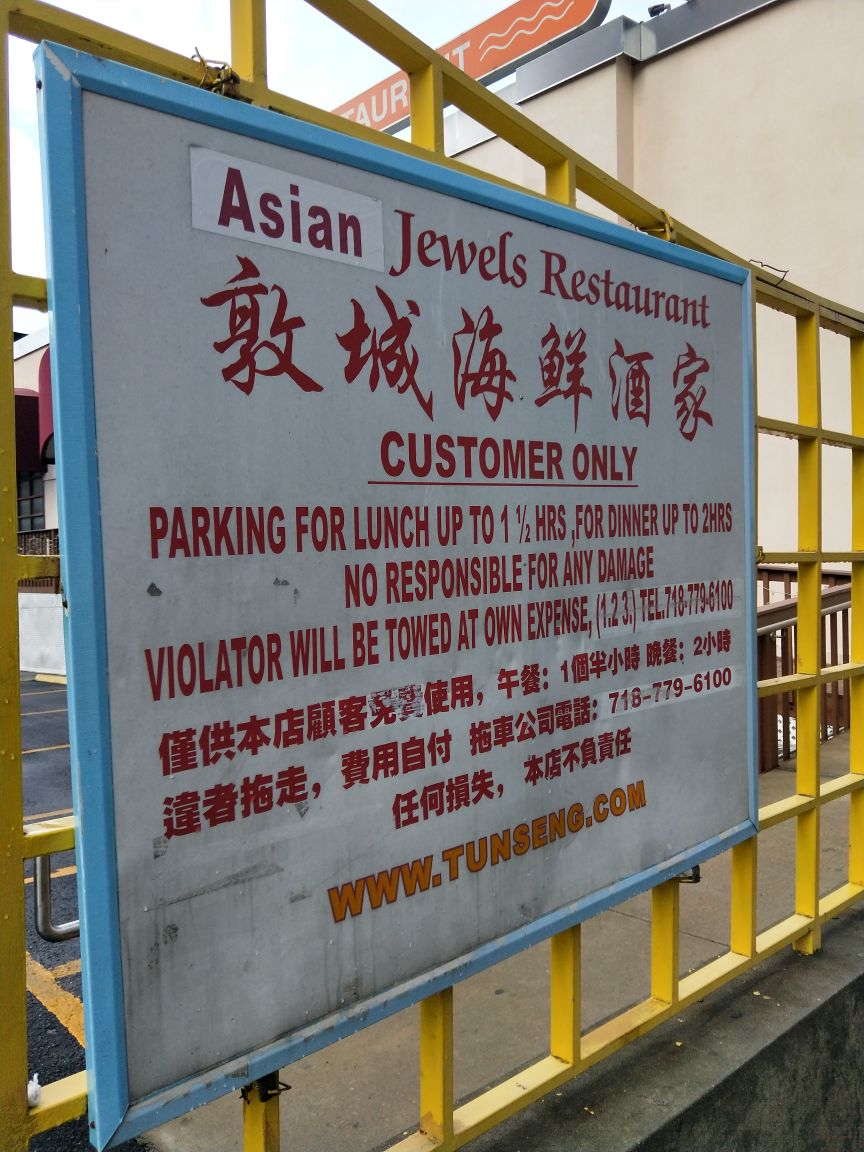 TAURANT
Asian Jewels Restaurant
敦城海鮮酒家
CUSTOMER ONLY
PARKING FOR LUNCH UP TO 1 ½ HRS ,FOR DINNER UP TO 2HRS
NO RESPONSIBLE FOR ANY DAMAGE
VIOLATOR WILL BE TOWED AT OWN EXPENSE, (1.2 3.) TEL.718-779-6100
僅供本店顧客免費使用，午餐：1個半小時 晚餐：2小時
違者拖走，費用自付 拖車公司電話：718-779-6100
任何損失，本店不負責任
WWW.TUNSENG.COM